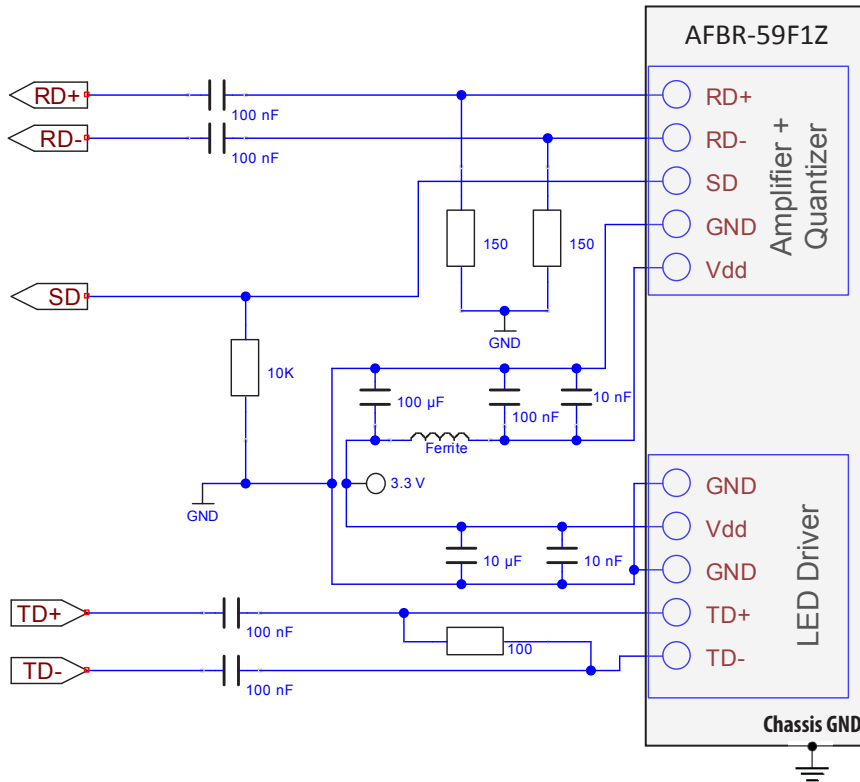 AFBR-59F1Z
RD+
100 nF
RD+
RD-
100 nF
RD-
SD
Amplifier +
Quantizer
GND
150
150
Vdd
SD
GND
10K
100 µF
100 nF
10 nF
Ferrite
GND
3.3 V
GND
Vdd
10 µF
10 nF
GND
LED Driver
TD+
100 nF
TD+
100
TD-
100 nF
TD-
Chassis GND